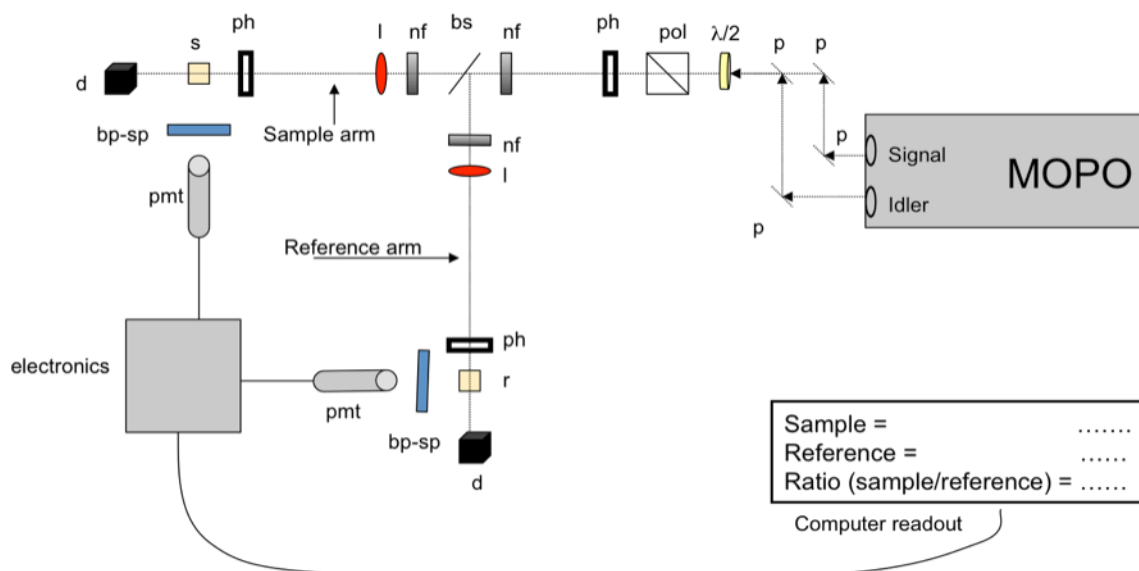 ph
l
nf
bs
nf
ph
pol
λ/2
p
p
s
d
bp-sp
Sample arm
nf
l
p
Signal
MOPO
Idler
p
pmt
Reference arm
ph
electronics
r
pmt
bp-sp
d
Sample = .......
Reference = ......
Ratio (sample/reference) = ......
Computer readout